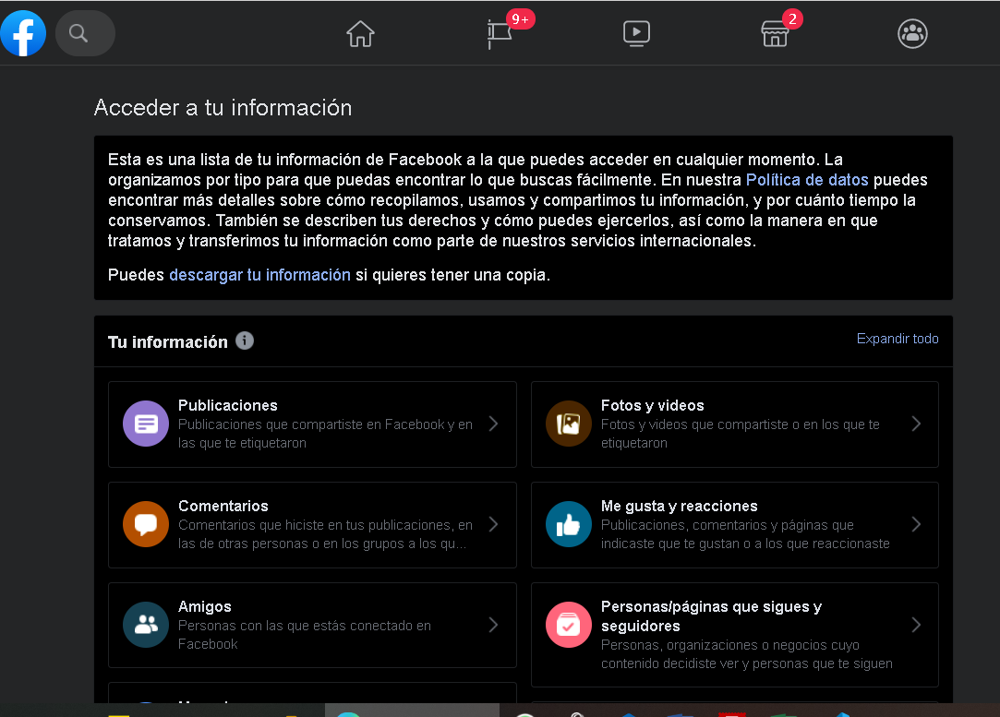 9+
2
Acceder a tu información
Esta es una lista de tu información de Facebook a la que puedes acceder en cualquier momento. La
organizamos por tipo para que puedas encontrar lo que buscas fácilmente. En nuestra Política de datos puedes
encontrar más detalles sobre cómo recopilamos, usamos y compartimos tu información, y por cuánto tiempo la
conservamos. También se describen tus derechos y cómo puedes ejercerlos, así como la manera en que
tratamos y transferimos tu información como parte de nuestros servicios internacionales.
Puedes descargar tu información si quieres tener una copia.
Tu información
Expandir todo
Publicaciones
Publicaciones que compartiste en Facebook y en
las que te etiquetaron
Fotos y videos
Fotos y videos que compartiste o en los que te
etiquetaron
Comentarios
Comentarios que hiciste en tus publicaciones, en
las de otras personas o en los grupos a los qu...
Me gusta y reacciones
Publicaciones, comentarios y páginas que
indicaste que te gustan o a los que reaccionaste
Amigos
Personas con las que estás conectado en
Facebook
Personas/páginas que sigues y
seguidores
Personas, organizaciones o negocios cuyo
contenido decidiste ver y personas que te siguen